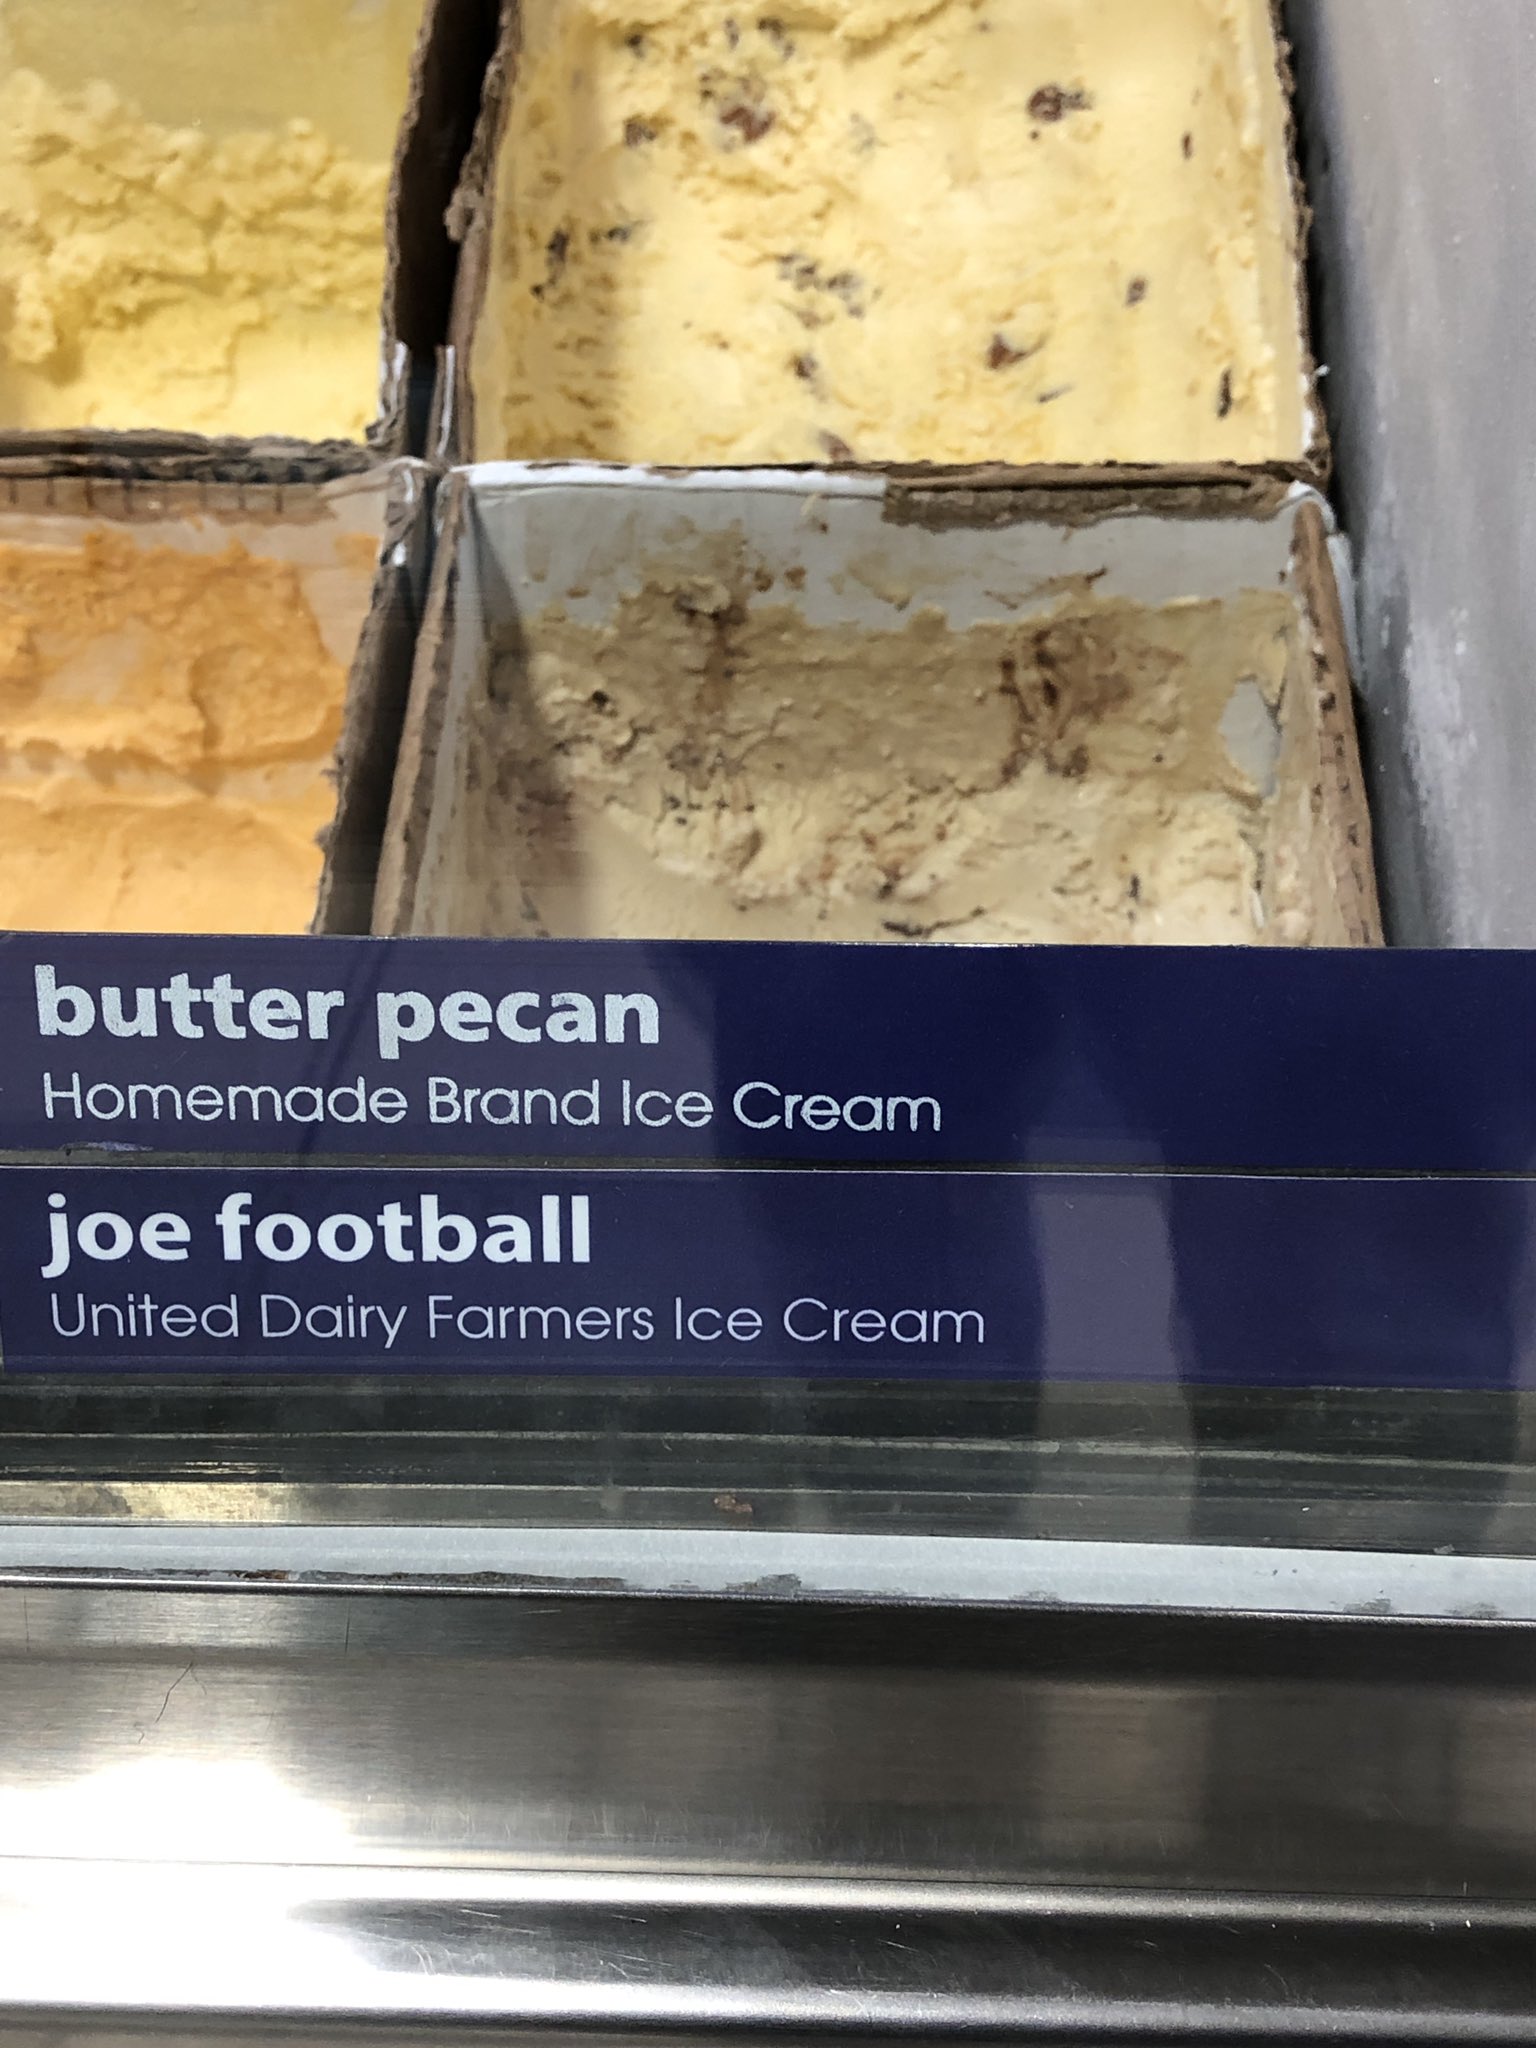 butter pecan
Homemade Brand Ice Cream
joe football
United Dairy Farmers Ice Cream